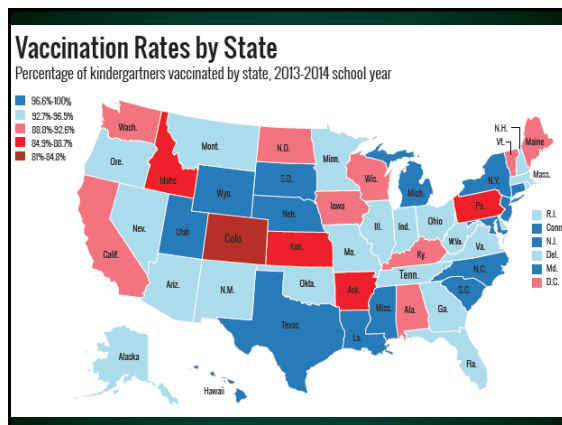 Vaccination Rates by State
Percentage of kindergartners vaccinated by state, 2013-2014 school year
96.6%-100%
92.7%-96.5%
88.8%-92.6%
84.9%-88.7%
81%-84.8%
Wash.
Mont.
N.D.
Minn.
N.H.
Vt.
Maine
Ore.
Idaho
S.D.
Wis.
Mich.
N.Y.
Mass.
Wyo.
Neb.
Iowa
Pa.
Nev.
Utah
Colo.
Kan.
Mo.
Ill.
Ind.
Ohio
W.Va.
Va.
Calif.
Ky.
N.C.
Ariz.
N.M.
Okla.
Ark.
Tenn.
S.C.
Texas
La.
Miss.
Ala.
Ga.
Fla.
Alaska
Hawaii
R.I.
Conn
N.J.
Del.
Md.
D.C.